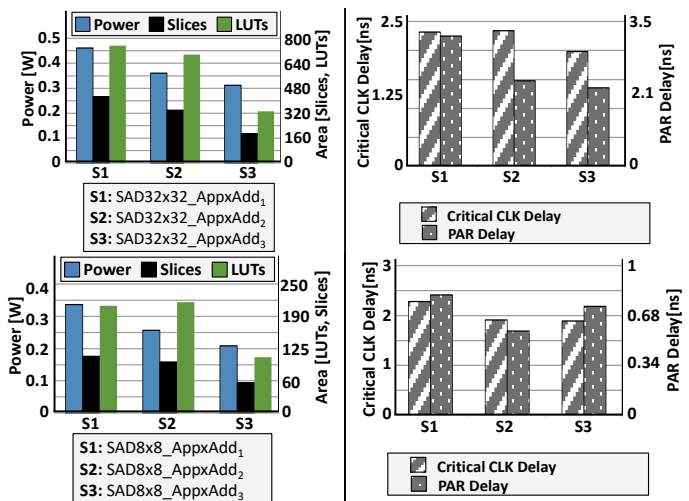 Power Slices LUTs
Power [W]
0.5
0.4
0.3
0.2
0.1
0
800
640
480
320
160
0
Area [Slices, LUTs]
S1 S2 S3
S1: SAD32x32_AppxAdd1
S2: SAD32x32_AppxAdd2
S3: SAD32x32_AppxAdd3
Critical CLK Delay[ns]
2.5
1.25
0
3.5
2.1
0
PAR Delay[ns]
S1 S2 S3
Critical CLK Delay
PAR Delay
Power Slices LUTs
Power [W]
0.4
0.3
0.2
0.1
0
250
190
125
60
0
Area [LUTs, Slices]
S1 S2 S3
S1: SAD8x8_AppxAdd1
S2: SAD8x8_AppxAdd2
S3: SAD8x8_AppxAdd3
Critical CLK Delay[ns]
3
2
1
0
1
0.68
0.34
0
PAR Delay[ns]
S1 S2 S3
Critical CLK Delay
PAR Delay